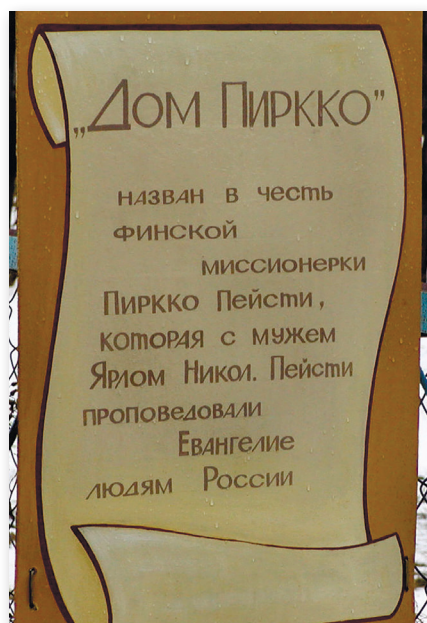 „Дом Пиркко”
назван в честь
финской
миссионерки
Пиркко Пейсти,
которая с мужем
Ярлом Никол. Пейсти
проповедовали
Евангелие
людям России